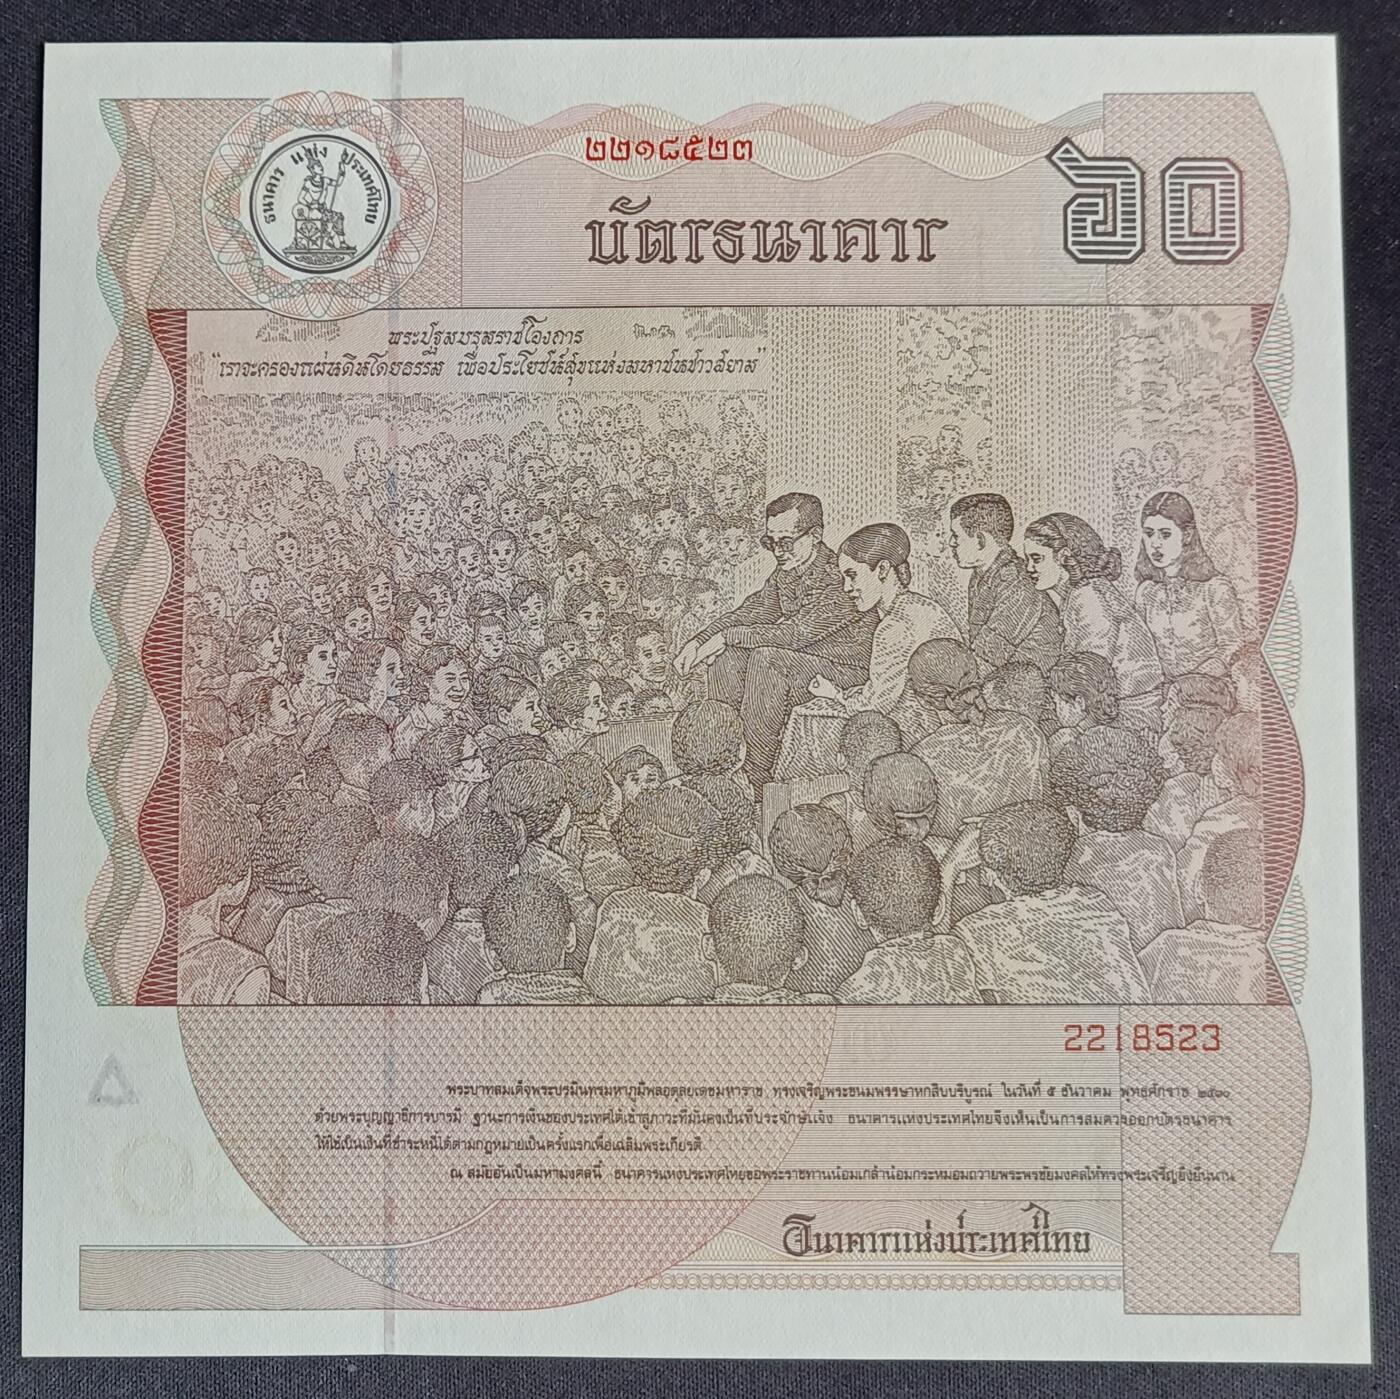 ธนาคาร แห่ง ประเทศไทย
๒๒๑๘๕๒๓
บัตรธนาคาร
๖๐
พระปฐมบรมราชโองการ
"เราจะครองแผ่นดินโดยธรรม เพื่อประโยชน์สุขแห่งมหาชนชาวสยาม"
2218523
พระบาทสมเด็จพระปรมินทรมหาภูมิพลอดุลยเดชมหาราช ทรงเจริญพระชนมพรรษาหกสิบบริบูรณ์ ในวันที่ ๕ ธันวาคม พุทธศักราช ๒๕๓๐
ด้วยพระบุญญาธิการบารมี ฐานะการเงินของประเทศได้เข้าสู่ภาวะที่มั่นคงเป็นที่ประจักษ์แจ้ง ธนาคารแห่งประเทศไทยจึงเห็นเป็นการสมควรออกบัตรธนาคาร
ให้ใช้เป็นเงินที่ชำระหนี้ได้ตามกฎหมายเป็นครั้งแรกเพื่อเฉลิมพระเกียรติ
ณ สมัยอันเป็นมหามงคลนี้ ธนาคารแห่งประเทศไทยขอพระราชทานน้อมเกล้าน้อมกระหม่อมถวายพระพรชัยมงคลให้ทรงพระเจริญยิ่งยืนนาน
ธนาคารแห่งประเทศไทย